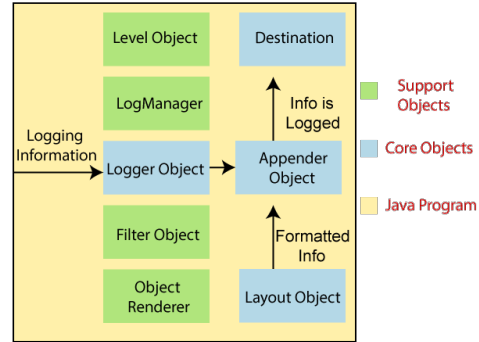 Level Object
Destination
LogManager
Info is
Logged
Support
Objects
Logging
Information
Logger Object
Appender
Object
Core Objects
Java Program
Filter Object
Formatted
Info
Object
Renderer
Layout Object